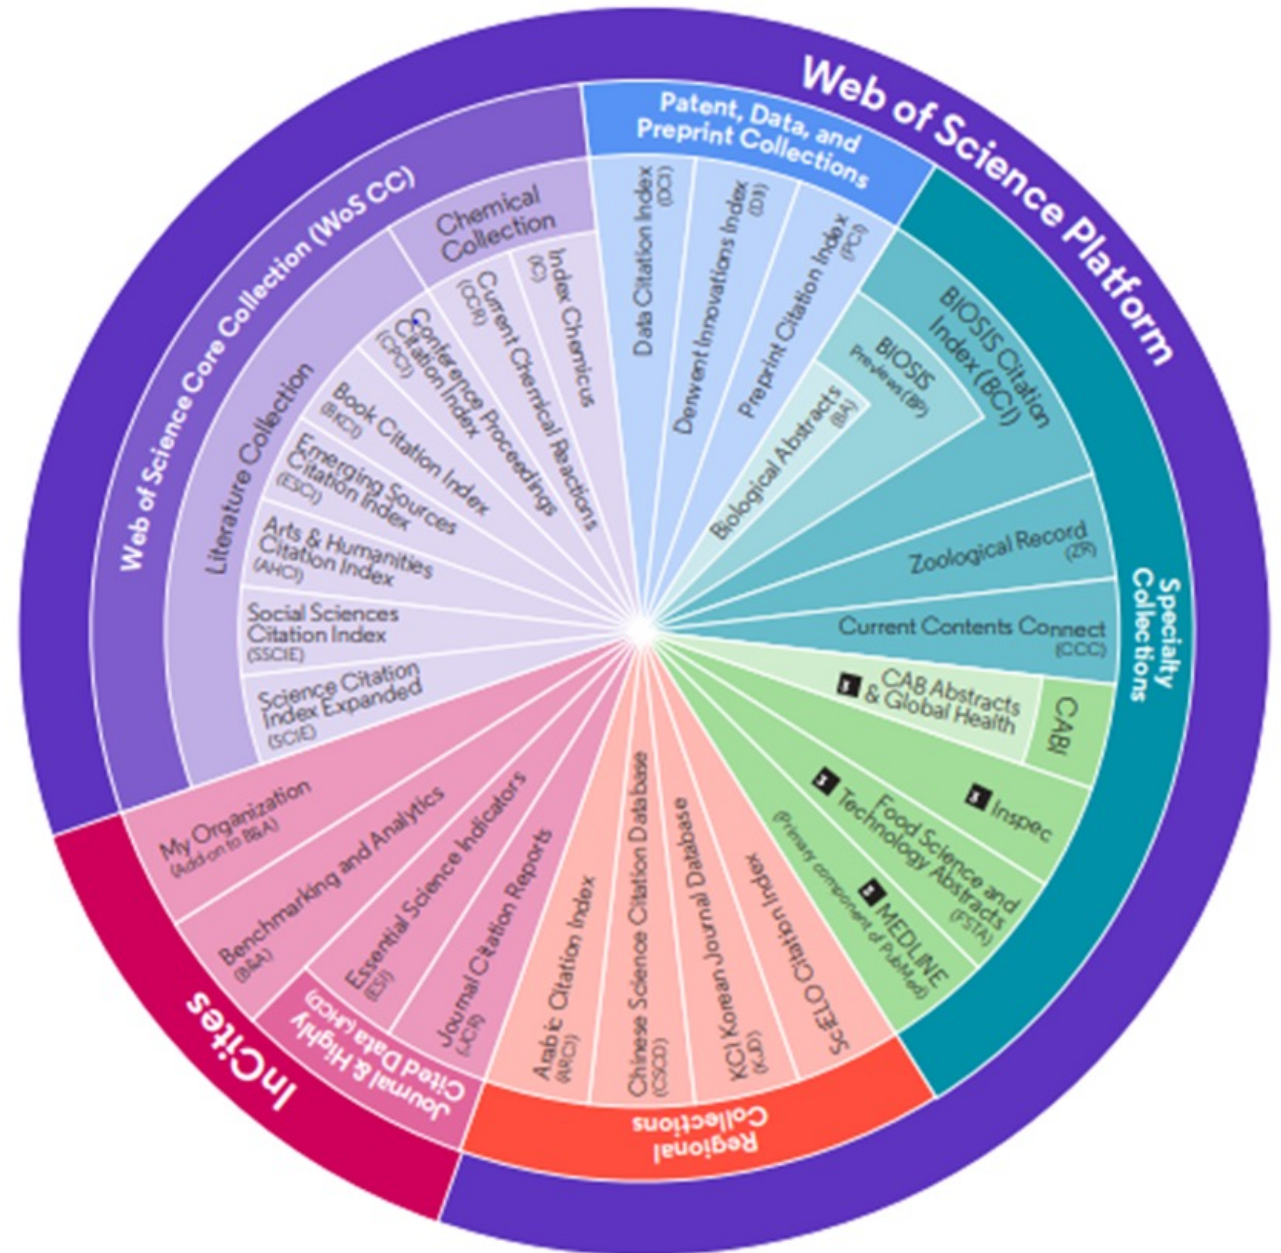 Web of Science Platform
Patent, Data, and
Preprint Collections
Data Citation Index
(DCI)
Derwent Innovations Index
(DII)
Preprint Citation Index
(PCI)
Specialty
Collections
BIOSIS Citation
Index (BCI)
BIOSIS
Previews (BP)
Biological Abstracts
(BA)
Zoological Record
(ZR)
Current Contents Connect
(CCC)
CABI
CAB Abstracts
& Global Health
Inspec
Food Science and
Technology Abstracts
(FSTA)
MEDLINE
(Primary component of PubMed)
Regional
Collections
SciELO Citation Index
KCI Korean Journal Database
(KJD)
Chinese Science Citation Database
(CSCD)
Arabic Citation Index
(ARCI)
InCites
Journal & Highly
Cited Data (JHCD)
Journal Citation Reports
(JCR)
Essential Science Indicators
(ESI)
Benchmarking and Analytics
(B&A)
My Organization
(Add-on to B&A)
Web of Science Core Collection (WoS CC)
Literature Collection
Science Citation
Index Expanded
(SCIE)
Social Sciences
Citation Index
(SSCIE)
Arts & Humanities
Citation Index
(AHCI)
Emerging Sources
Citation Index
(ESCI)
Book Citation Index
(BKCI)
Conference Proceedings
Citation Index
(CPCI)
Chemical
Collection
Current Chemical Reactions
(CCR)
Index Chemicus
(IC)